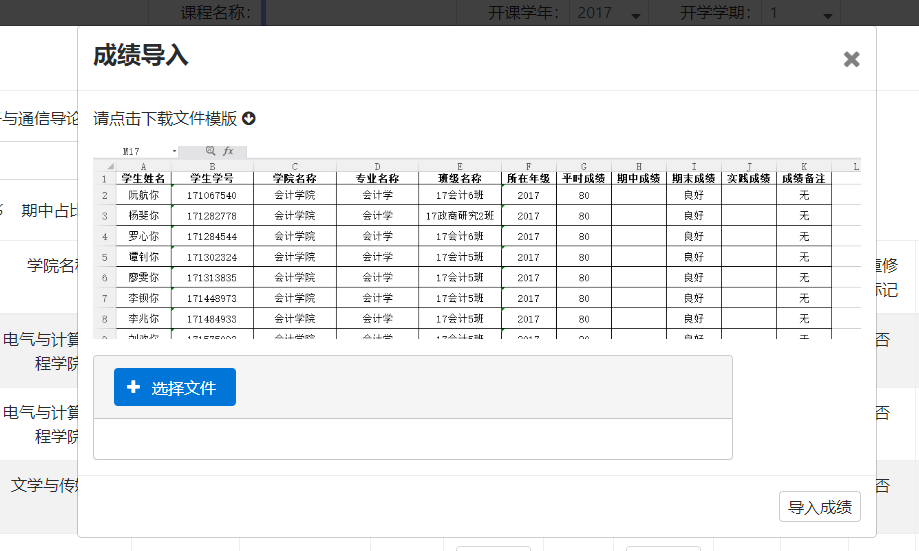 课程名称： 开课学年： 2017 开学学期： 1
成绩导入
请点击下载文件模版
与通信导论
M17 fx
A B C D E F G H I J K L
1 学生姓名 学生学号 学院名称 专业名称 班级名称 所在年级 平时成绩 期中成绩 期末成绩 实践成绩 成绩备注
2 阮航你 171067540 会计学院 会计学 17会计6班 2017 80 良好 无
3 杨斐你 171282778 会计学院 会计学 17政商研究2班 2017 80 良好 无
4 罗心你 171284544 会计学院 会计学 17会计6班 2017 80 良好 无
5 谭钊你 171302324 会计学院 会计学 17会计5班 2017 80 良好 无
6 廖雯你 171313835 会计学院 会计学 17会计5班 2017 80 良好 无
7 李钡你 171448973 会计学院 会计学 17会计5班 2017 80 良好 无
8 李兆你 171484933 会计学院 会计学 17会计5班 2017 80 良好 无
期中占比
学院名称
重修
标记
电气与计算
程学院
否
选择文件
电气与计算
程学院
否
文学与传媒
否
导入成绩